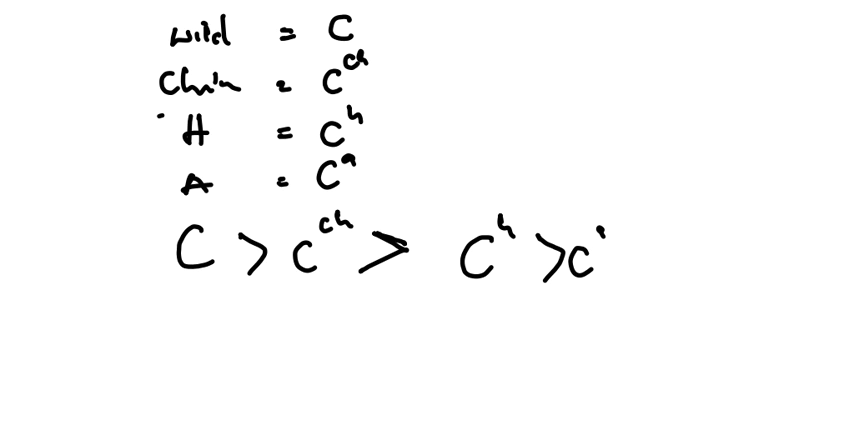 wild = C
Chin = C^ch
H = C^h
A = C^a
C > c^ch > C^h > c^a